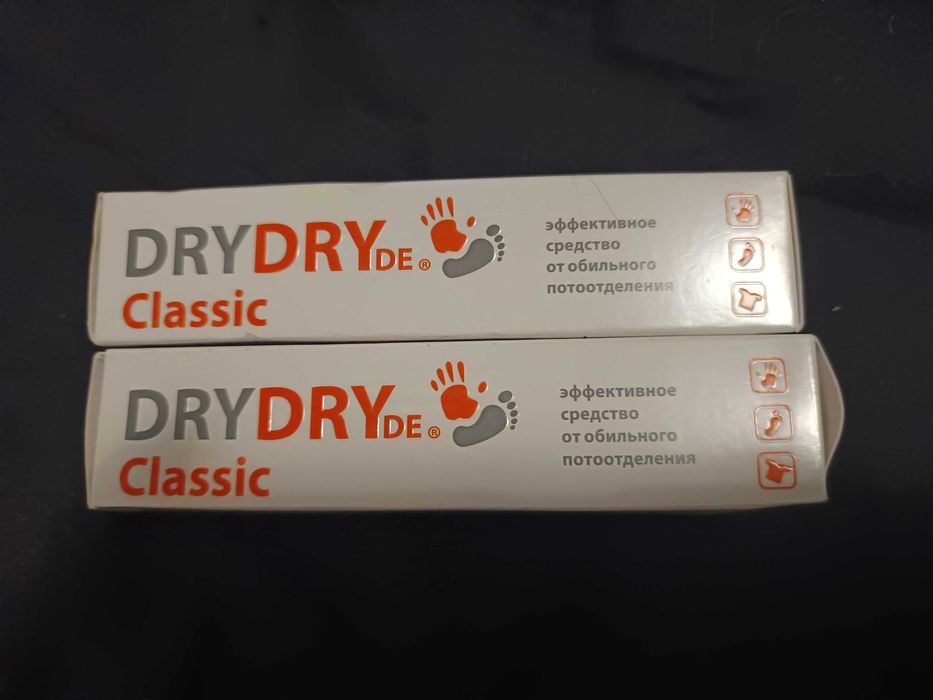 DRYDRYDE®
Classic
эффективное
средство
от обильного
потоотделения
DRYDRYDE®
Classic
эффективное
средство
от обильного
потоотделения